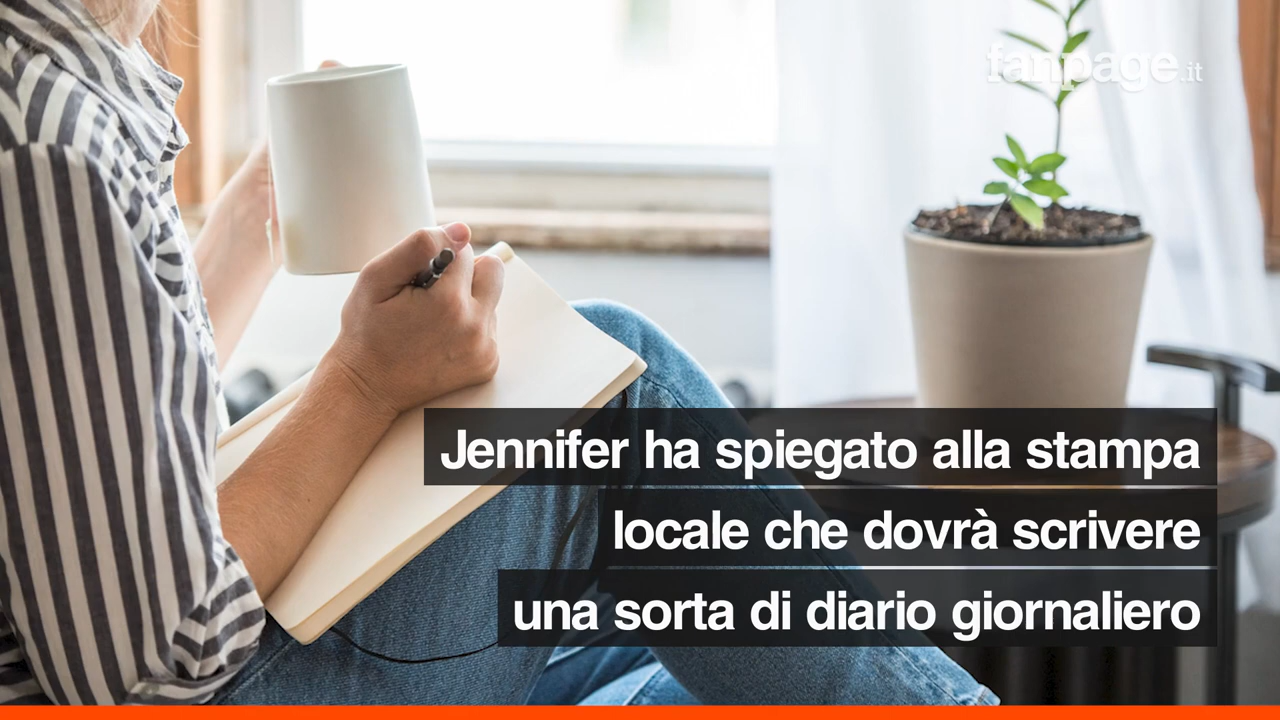 fanpage.it
Jennifer ha spiegato alla stampa
locale che dovrà scrivere
una sorta di diario giornaliero